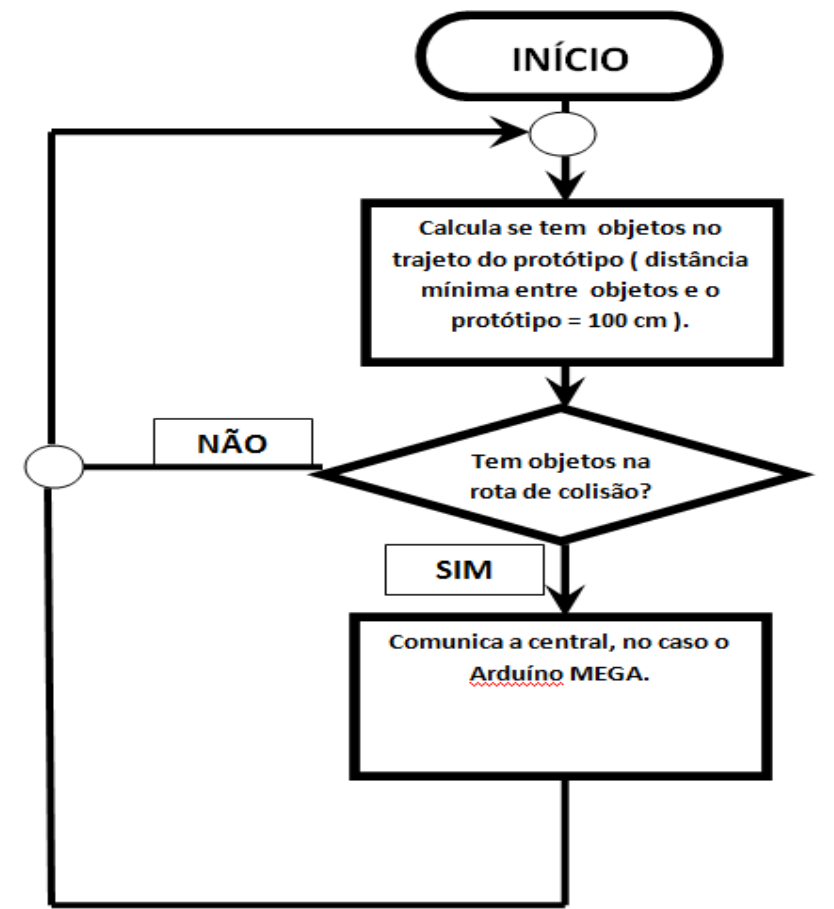 INÍCIO
Calcula se tem objetos no
trajeto do protótipo ( distância
mínima entre objetos e o
protótipo = 100 cm ).
NÃO
Tem objetos na
rota de colisão?
SIM
Comunica a central, no caso o
Arduíno MEGA.